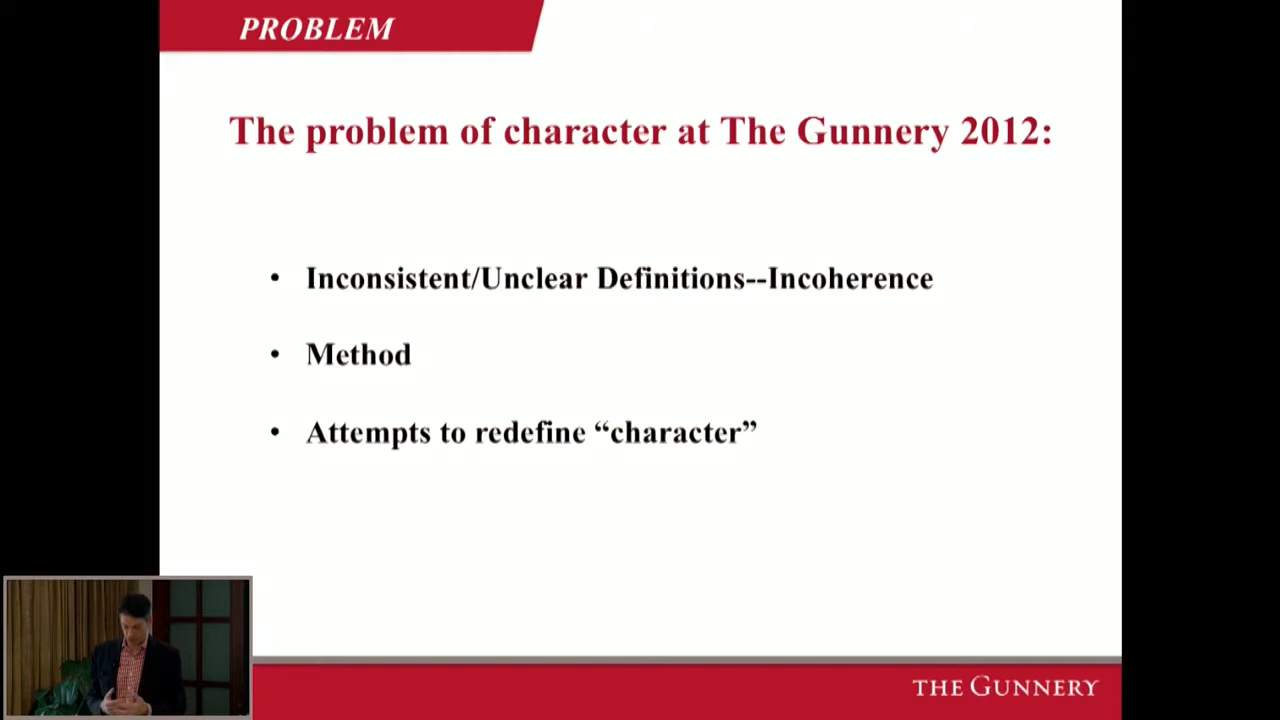 PROBLEM
The problem of character at The Gunnery 2012:
• Inconsistent/Unclear Definitions--Incoherence
• Method
• Attempts to redefine “character”
THE GUNNERY